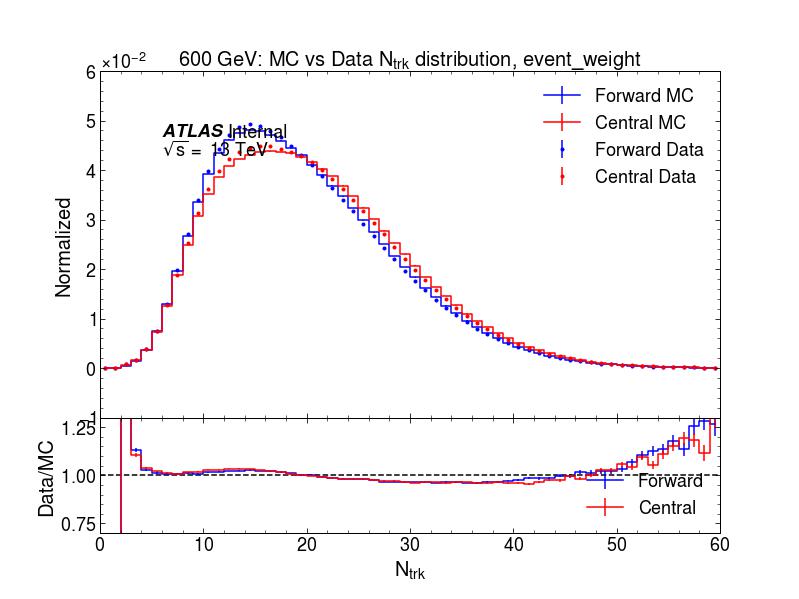 ×10⁻² 600 GeV: MC vs Data Nₜᵣₖ distribution, event_weight
6
5
4
3
2
1
0
−1
Normalized
ATLAS Internal
√s = 13 TeV
Forward MC
Central MC
Forward Data
Central Data
1.25
1.00
0.75
Data/MC
Forward
Central
0 10 20 30 40 50 60
Nₜᵣₖ